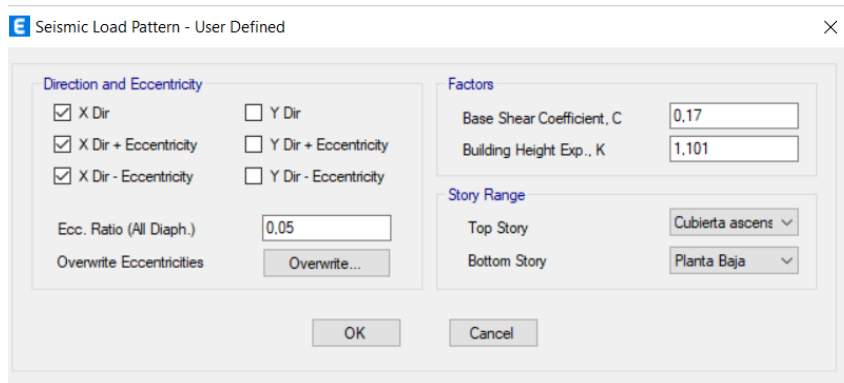 E Seismic Load Pattern - User Defined
Direction and Eccentricity
X Dir
Y Dir
X Dir + Eccentricity
Y Dir + Eccentricity
X Dir - Eccentricity
Y Dir - Eccentricity
Ecc. Ratio (All Diaph.)
0,05
Overwrite Eccentricities
Overwrite...
Factors
Base Shear Coefficient, C
0,17
Building Height Exp., K
1,101
Story Range
Top Story
Cubierta ascens
Bottom Story
Planta Baja
OK
Cancel